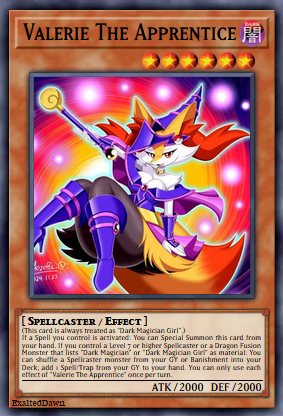 Valerie The Apprentice
DARK
闇
[ Spellcaster / Effect ]
(This card is always treated as "Dark Magician Girl".)
If a Spell you control is activated: You can Special Summon this card from
your hand. If you control a Level 7 or higher Spellcaster or a Dragon Fusion
Monster that lists "Dark Magician" or "Dark Magician Girl" as material: You
can shuffle a Spellcaster monster from your GY or Banishment into your
Deck; add 1 Spell/Trap from your GY to your hand. You can only use each
effect of "Valerie The Apprentice" once per turn.
ATK / 2000 DEF / 2000
ExaltedDawn